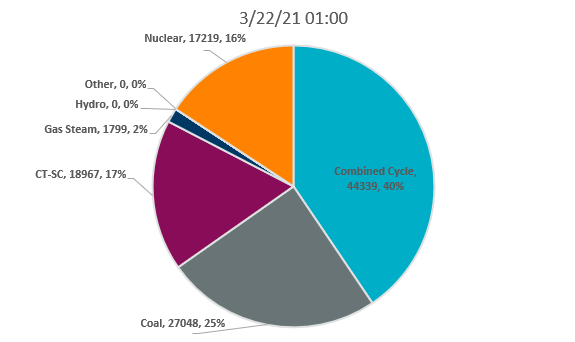 3/22/21 01:00
Nuclear, 17219, 16%
Other, 0, 0%
Hydro, 0, 0%
Gas Steam, 1799, 2%
CT-SC, 18967, 17%
Combined Cycle,
44339, 40%
Coal, 27048, 25%